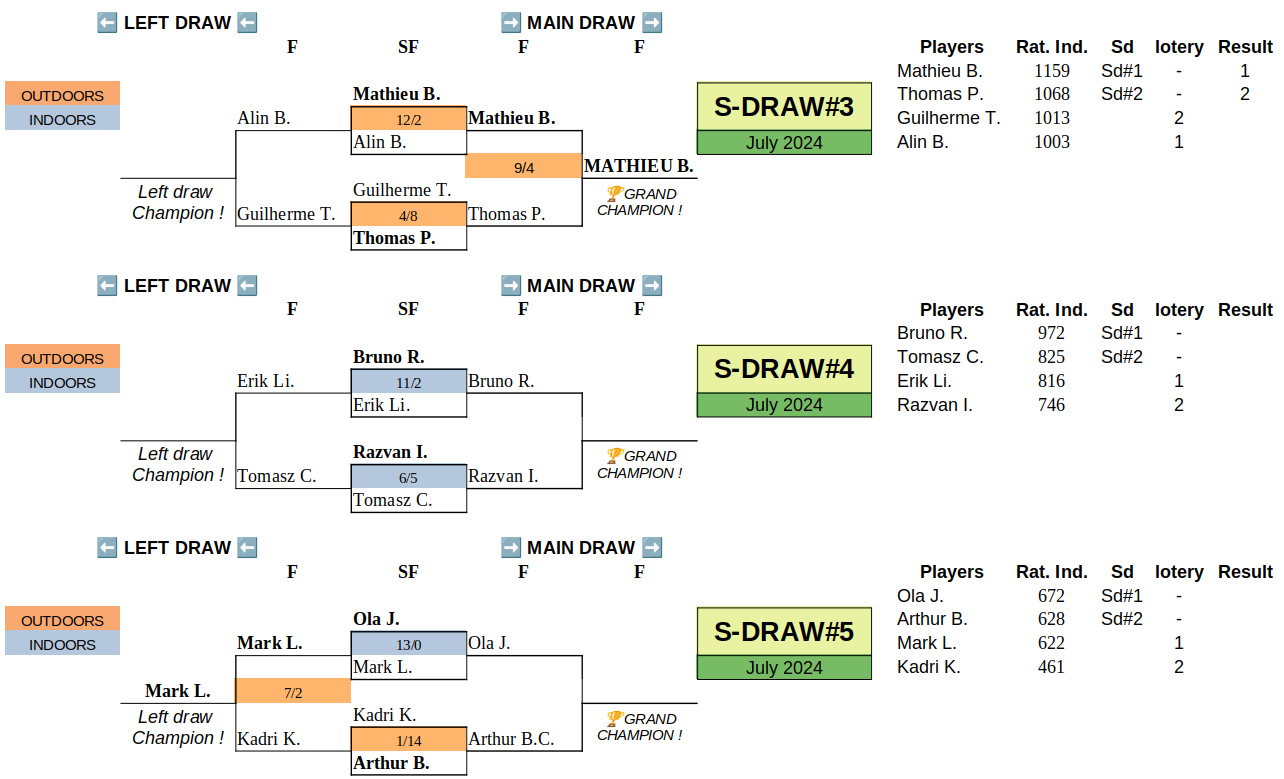 ⬅️ LEFT DRAW ⬅️ ➡️ MAIN DRAW ➡️
F SF F F Players Rat. Ind. Sd lotery Result
Mathieu B. 1159 Sd#1 - 1
OUTDOORS Mathieu B. S-DRAW#3 Thomas P. 1068 Sd#2 - 2
INDOORS Alin B. 12/2 Mathieu B. Guilherme T. 1013 2
Alin B. July 2024 Alin B. 1003 1
9/4 MATHIEU B.
Left draw Guilherme T. 🏆GRAND
Champion ! Guilherme T. 4/8 Thomas P. CHAMPION !
Thomas P.
⬅️ LEFT DRAW ⬅️ ➡️ MAIN DRAW ➡️
F SF F F Players Rat. Ind. Sd lotery Result
Bruno R. 972 Sd#1 -
OUTDOORS Bruno R. S-DRAW#4 Tomasz C. 825 Sd#2 -
INDOORS Erik Li. 11/2 Bruno R. Erik Li. 816 1
Erik Li. July 2024 Razvan I. 746 2
Left draw Razvan I. 🏆GRAND
Champion ! Tomasz C. 6/5 Razvan I. CHAMPION !
Tomasz C.
⬅️ LEFT DRAW ⬅️ ➡️ MAIN DRAW ➡️
F SF F F Players Rat. Ind. Sd lotery Result
Ola J. 672 Sd#1 -
OUTDOORS Ola J. S-DRAW#5 Arthur B. 628 Sd#2 -
INDOORS Mark L. 13/0 Ola J. Mark L. 622 1
Mark L. July 2024 Kadri K. 461 2
Mark L. 7/2
Left draw Kadri K. 🏆GRAND
Champion ! Kadri K. 1/14 Arthur B.C. CHAMPION !
Arthur B.